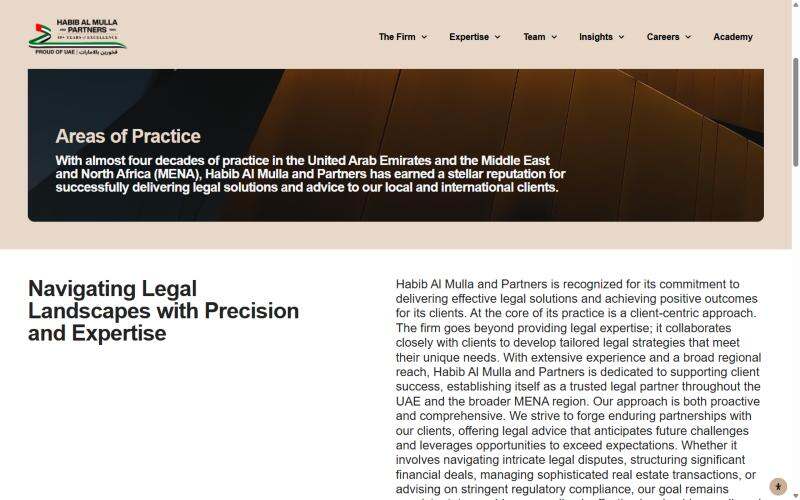 HABIB AL MULLA
PARTNERS
40+ YEARS of EXCELLENCE
PROUD OF UAE | فخورين بالامارات
The Firm
Expertise
Team
Insights
Careers
Academy
Areas of Practice
With almost four decades of practice in the United Arab Emirates and the Middle East
and North Africa (MENA), Habib Al Mulla and Partners has earned a stellar reputation for
successfully delivering legal solutions and advice to our local and international clients.
Navigating Legal
Landscapes with Precision
and Expertise
Habib Al Mulla and Partners is recognized for its commitment to
delivering effective legal solutions and achieving positive outcomes
for its clients. At the core of its practice is a client-centric approach.
The firm goes beyond providing legal expertise; it collaborates
closely with clients to develop tailored legal strategies that meet
their unique needs. With extensive experience and a broad regional
reach, Habib Al Mulla and Partners is dedicated to supporting client
success, establishing itself as a trusted legal partner throughout the
UAE and the broader MENA region. Our approach is both proactive
and comprehensive. We strive to forge enduring partnerships with
our clients, offering legal advice that anticipates future challenges
and leverages opportunities to exceed expectations. Whether it
involves navigating intricate legal disputes, structuring significant
financial deals, managing sophisticated real estate transactions, or
advising on stringent regulatory compliance, our goal remains